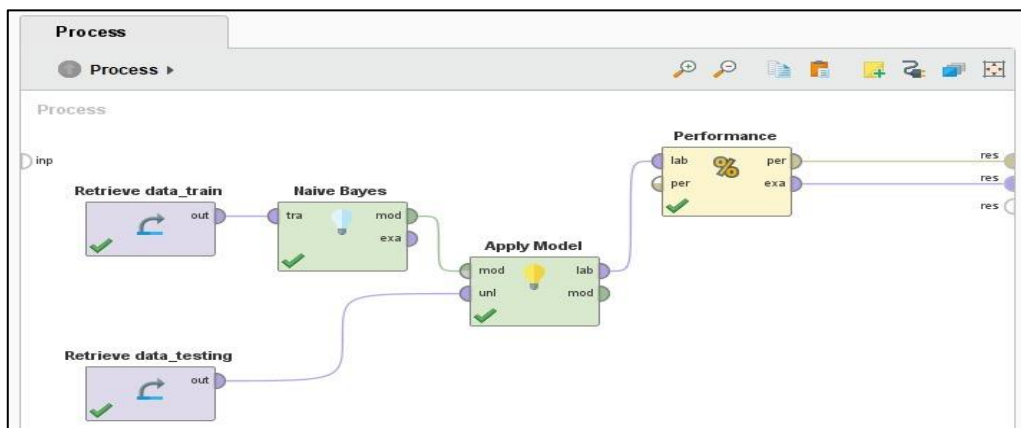 Process
Process
Process
inp
Performance
lab
per
per
exa
res
res
res
Retrieve data_train
out
Naive Bayes
tra
mod
exa
Apply Model
mod
lab
unl
mod
Retrieve data_testing
out